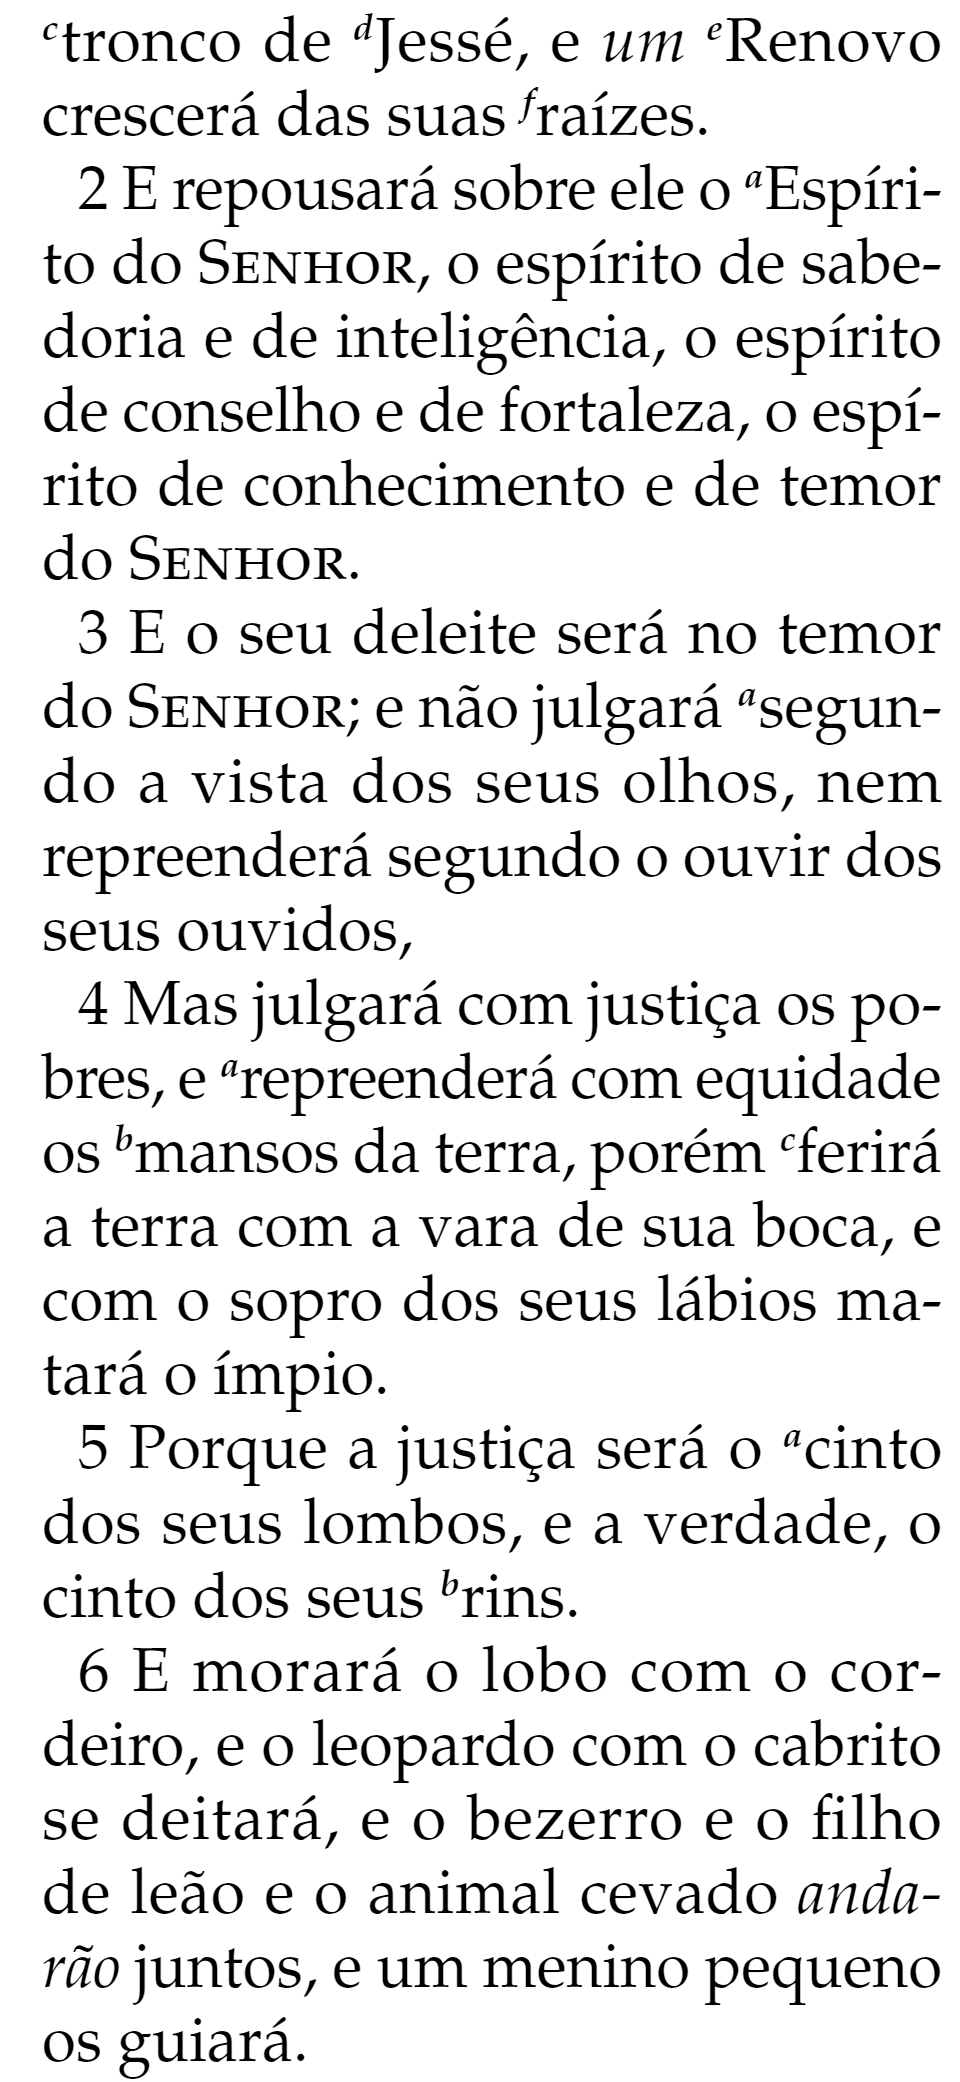 ctronco de dJessé, e um eRenovo
crescerá das suas fraízes.
2 E repousará sobre ele o aEspíri-
to do SENHOR, o espírito de sabe-
doria e de inteligência, o espírito
de conselho e de fortaleza, o espí-
rito de conhecimento e de temor
do SENHOR.
3 E o seu deleite será no temor
do SENHOR; e não julgará asegun-
do a vista dos seus olhos, nem
repreenderá segundo o ouvir dos
seus ouvidos,
4 Mas julgará com justiça os po-
bres, e arepreenderá com equidade
os bmansos da terra, porém cferirá
a terra com a vara de sua boca, e
com o sopro dos seus lábios ma-
tará o ímpio.
5 Porque a justiça será o acinto
dos seus lombos, e a verdade, o
cinto dos seus brins.
6 E morará o lobo com o cor-
deiro, e o leopardo com o cabrito
se deitará, e o bezerro e o filho
de leão e o animal cevado anda-
rão juntos, e um menino pequeno
os guiará.